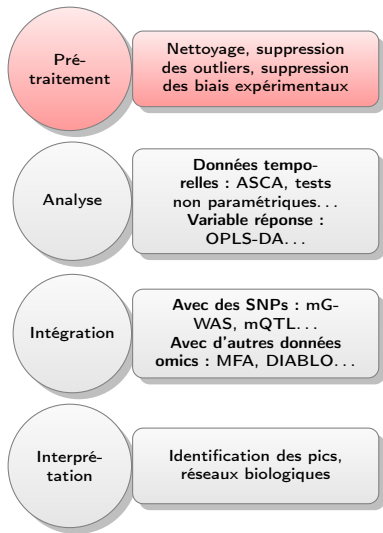 Pré-
traitement
Nettoyage, suppression
des outliers, suppression
des biais expérimentaux
Analyse
Données tempo-
relles : ASCA, tests
non paramétriques...
Variable réponse :
OPLS-DA...
Intégration
Avec des SNPs : mG-
WAS, mQTL...
Avec d'autres données
omics : MFA, DIABLO...
Interpré-
tation
Identification des pics,
réseaux biologiques